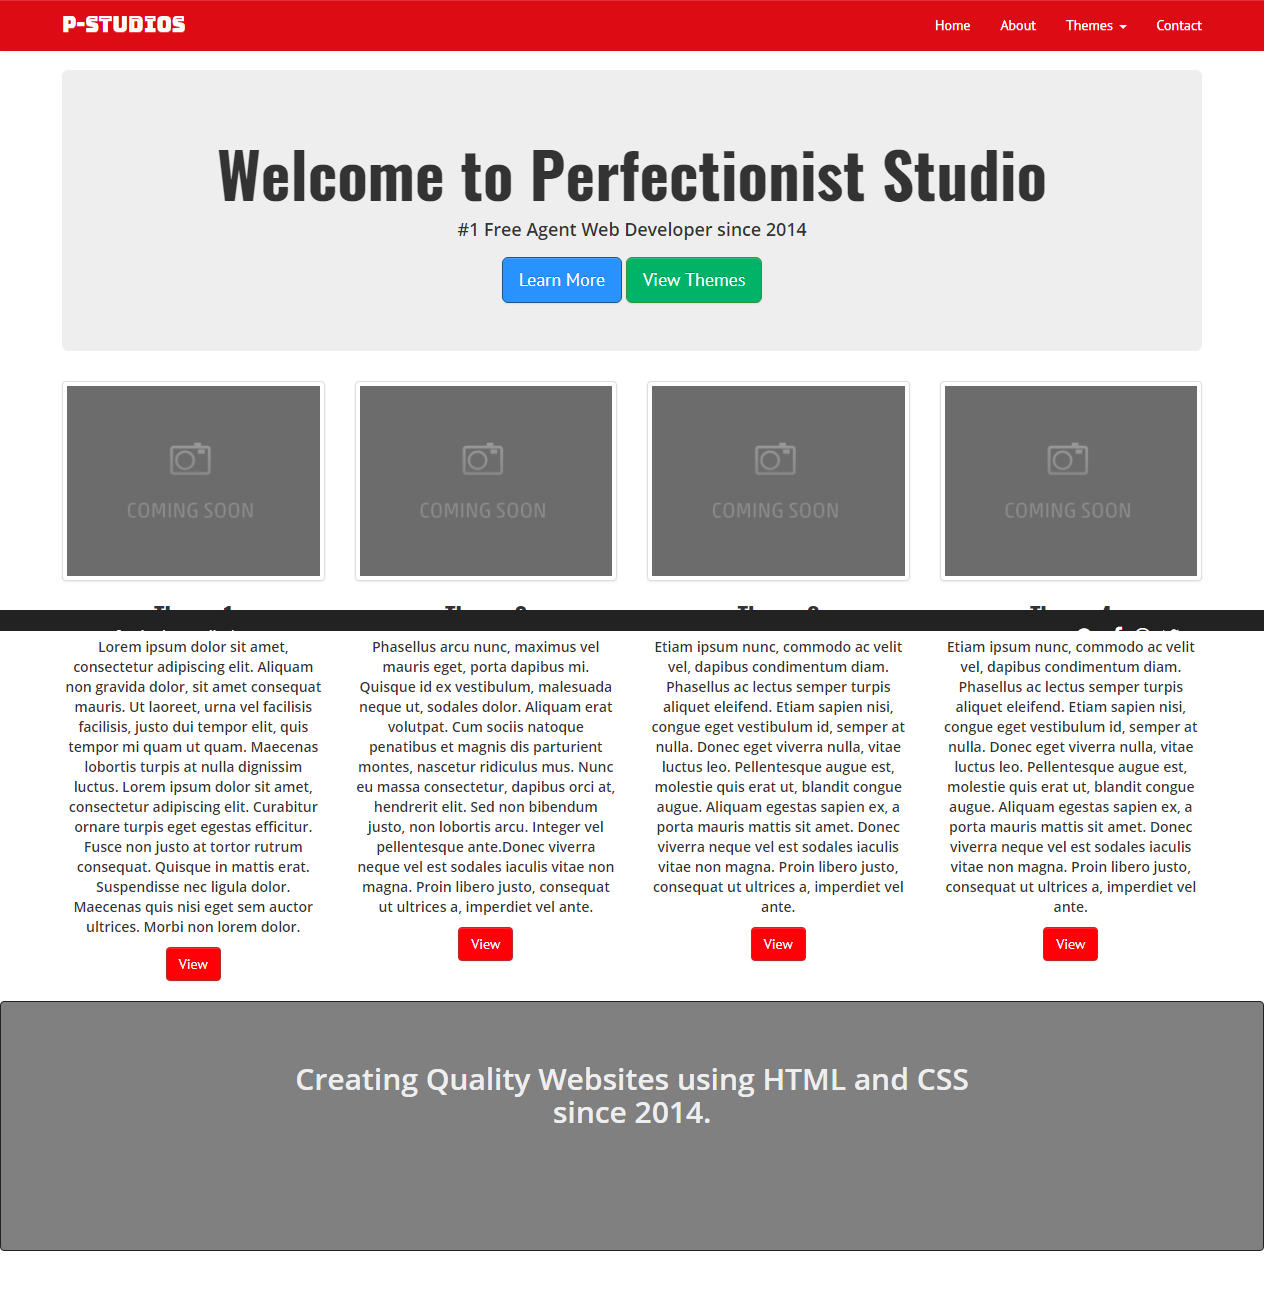 P-STUDIOS
Home About Themes Contact
Welcome to Perfectionist Studio
#1 Free Agent Web Developer since 2014
Learn More View Themes
COMING SOON
COMING SOON
COMING SOON
COMING SOON
Lorem ipsum dolor sit amet,
consectetur adipiscing elit. Aliquam
non gravida dolor, sit amet consequat
mauris. Ut laoreet, urna vel facilisis
facilisis, justo dui tempor elit, quis
tempor mi quam ut quam. Maecenas
lobortis turpis at nulla dignissim
luctus. Lorem ipsum dolor sit amet,
consectetur adipiscing elit. Curabitur
ornare turpis eget egestas efficitur.
Fusce non justo at tortor rutrum
consequat. Quisque in mattis erat.
Suspendisse nec ligula dolor.
Maecenas quis nisi eget sem auctor
ultrices. Morbi non lorem dolor.
View
Phasellus arcu nunc, maximus vel
mauris eget, porta dapibus mi.
Quisque id ex vestibulum, malesuada
neque ut, sodales dolor. Aliquam erat
volutpat. Cum sociis natoque
penatibus et magnis dis parturient
montes, nascetur ridiculus mus. Nunc
eu massa consectetur, dapibus orci at,
hendrerit elit. Sed non bibendum
justo, non lobortis arcu. Integer vel
pellentesque ante.Donec viverra
neque vel est sodales iaculis vitae non
magna. Proin libero justo, consequat
ut ultrices a, imperdiet vel ante.
View
Etiam ipsum nunc, commodo ac velit
vel, dapibus condimentum diam.
Phasellus ac lectus semper turpis
aliquet eleifend. Etiam sapien nisi,
congue eget vestibulum id, semper at
nulla. Donec eget viverra nulla, vitae
luctus leo. Pellentesque augue est,
molestie quis erat ut, blandit congue
augue. Aliquam egestas sapien ex, a
porta mauris mattis sit amet. Donec
viverra neque vel est sodales iaculis
vitae non magna. Proin libero justo,
consequat ut ultrices a, imperdiet vel
ante.
View
Etiam ipsum nunc, commodo ac velit
vel, dapibus condimentum diam.
Phasellus ac lectus semper turpis
aliquet eleifend. Etiam sapien nisi,
congue eget vestibulum id, semper at
nulla. Donec eget viverra nulla, vitae
luctus leo. Pellentesque augue est,
molestie quis erat ut, blandit congue
augue. Aliquam egestas sapien ex, a
porta mauris mattis sit amet. Donec
viverra neque vel est sodales iaculis
vitae non magna. Proin libero justo,
consequat ut ultrices a, imperdiet vel
ante.
View
Creating Quality Websites using HTML and CSS
since 2014.